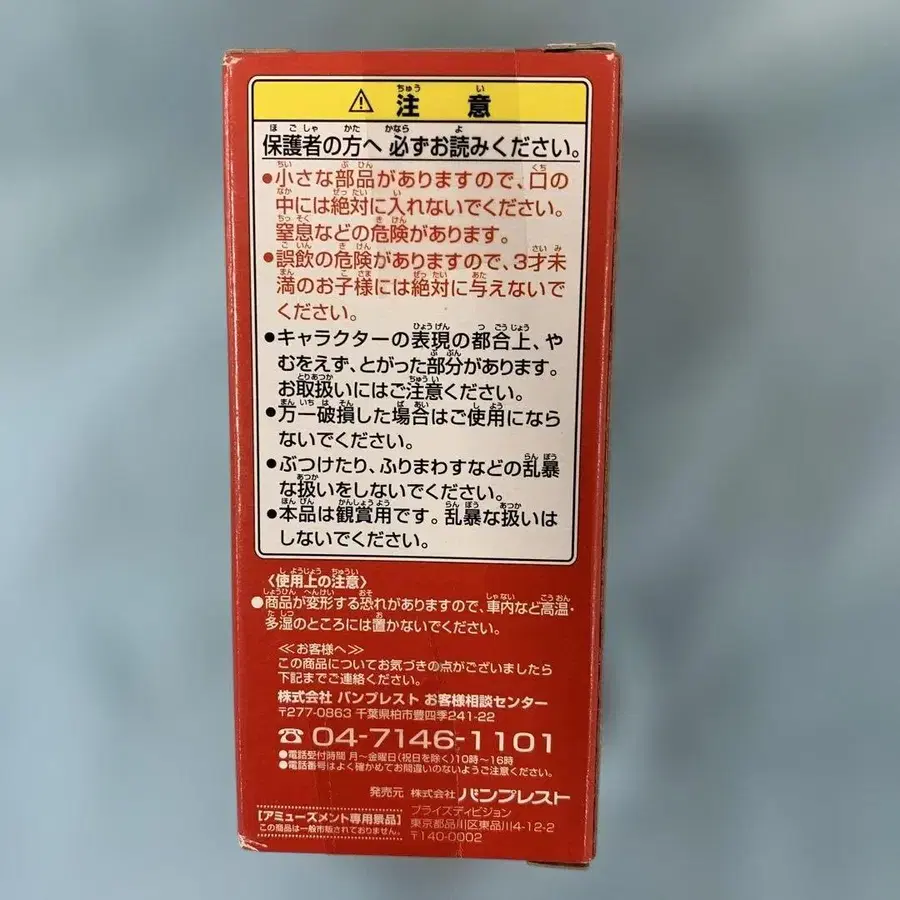 ⚠ 注意
保護者の方へ 必ずお読みください。
●小さな部品がありますので、口の
中には絶対に入れないでください。
窒息などの危険があります。
●誤飲の危険がありますので、3才未
満のお子様には絶対に与えないで
ください。
●キャラクターの表現の都合上、や
むをえず、とがった部分があります。
お取扱いにはご注意ください。
●万一破損した場合はご使用になら
ないでください。
●ぶつけたり、ふりまわすなどの乱暴
な扱いをしないでください。
●本品は観賞用です。乱暴な扱いは
しないでください。
〈使用上の注意〉
●商品が変形する恐れがありますので、車内など高温・
多湿のところには置かないでください。
≪お客様へ≫
この商品についてお気づきの点がございましたら
下記までご連絡ください。
株式会社 バンプレスト お客様相談センター
〒277-0863 千葉県柏市豊四季241-22
☎ 04-7146-1101
●電話受付時間 月～金曜日(祝日を除く)10時～16時
●電話番号はよく確かめてお間違いのないようご注意ください。
発売元 株式会社 バンプレスト
プライズディビジョン
東京都品川区東品川4-12-2
〒140-0002
[アミューズメント専用景品]
この商品は一般市販されておりません。